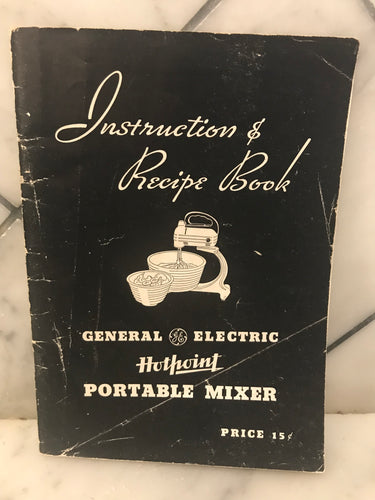 Instruction &
Recipe Book
GENERAL GE ELECTRIC
Hotpoint
PORTABLE MIXER
PRICE 15¢